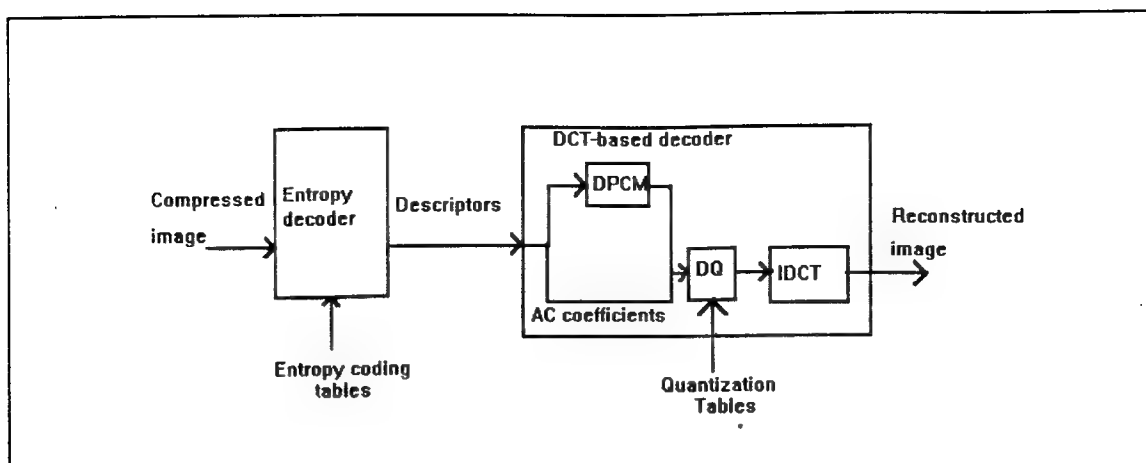 DCT-based decoder
DPCM
Compressed
image
Entropy
decoder
Descriptors
Reconstructed
image
DQ
IDCT
AC coefficients
Entropy coding
tables
Quantization
Tables